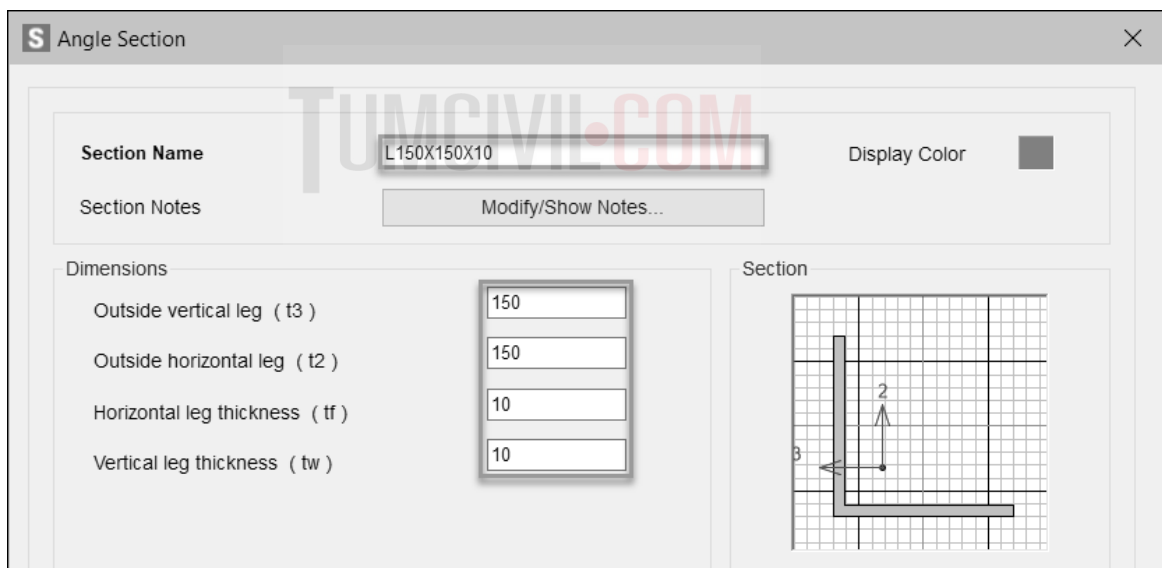 S Angle Section
TUMCIVIL.COM
Section Name L150X150X10 Display Color
Section Notes Modify/Show Notes...
Dimensions
Outside vertical leg ( t3 ) 150
Outside horizontal leg ( t2 ) 150
Horizontal leg thickness ( tf ) 10
Vertical leg thickness ( tw ) 10
Section
2
3